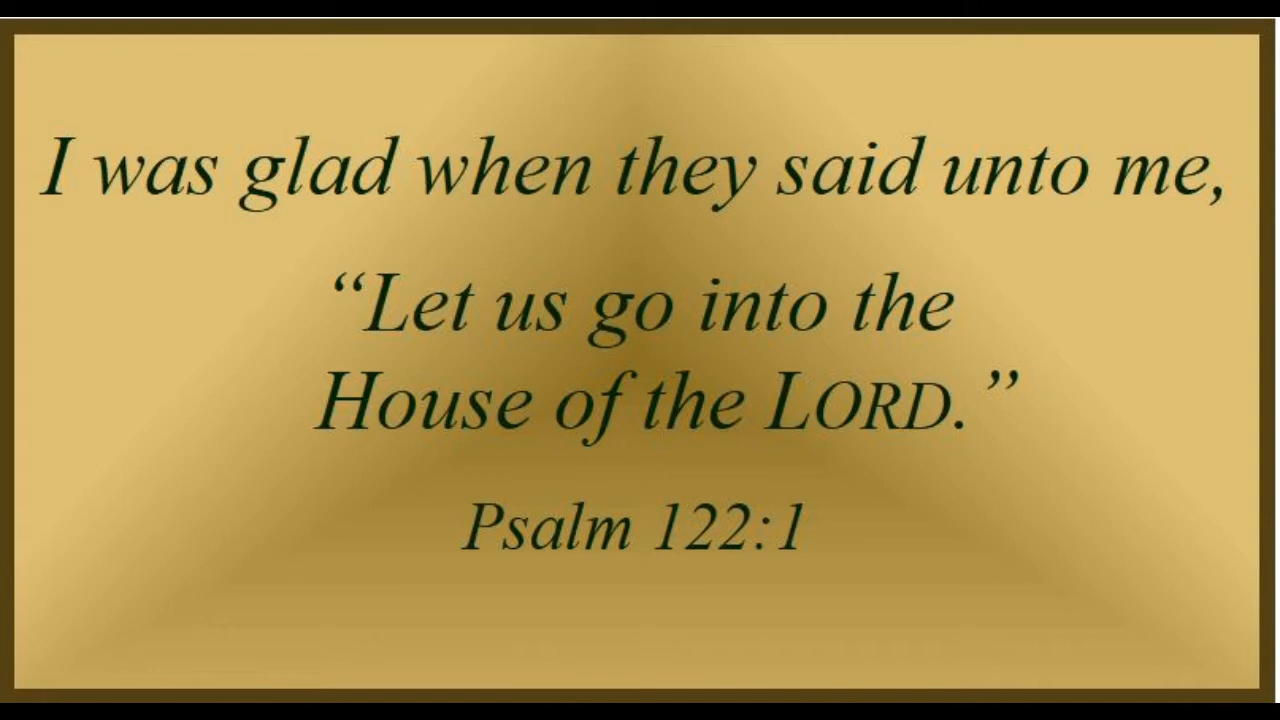 I was glad when they said unto me,
“Let us go into the
House of the LORD.”
Psalm 122:1